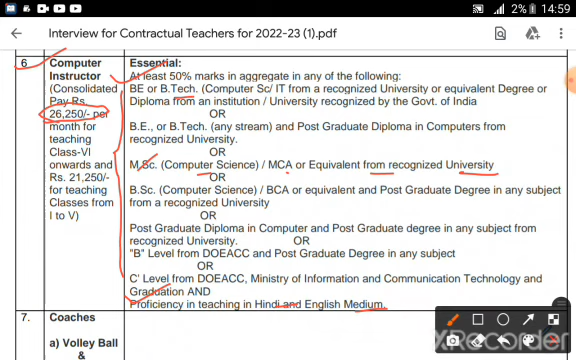 2% 14:59
Interview for Contractual Teachers for 2022-23 (1).pdf
6 Computer Essential:
Instructor At least 50% marks in aggregate in any of the following:
(Consolidated BE or B.Tech. (Computer Sc/ IT from a recognized University or equivalent Degree or
Pay Rs. Diploma from an institution / University recognized by the Govt. of India
26,250/- per OR
month for B.E., or B.Tech. (any stream) and Post Graduate Diploma in Computers from
teaching recognized University.
Class-VI OR
onwards and M.Sc. (Computer Science) / MCA or Equivalent from recognized University
Rs. 21,250/- OR
for teaching B.Sc. (Computer Science) / BCA or equivalent and Post Graduate Degree in any subject
Classes from from a recognized University
I to V) OR
Post Graduate Diploma in Computer and Post Graduate degree in any subject from
recognized University. OR
"B" Level from DOEACC and Post Graduate Degree in any subject
OR
C' Level from DOEACC, Ministry of Information and Communication Technology and
Graduation AND
Proficiency in teaching in Hindi and English Medium.
7. Coaches
a) Volley Ball
&
XRecorder